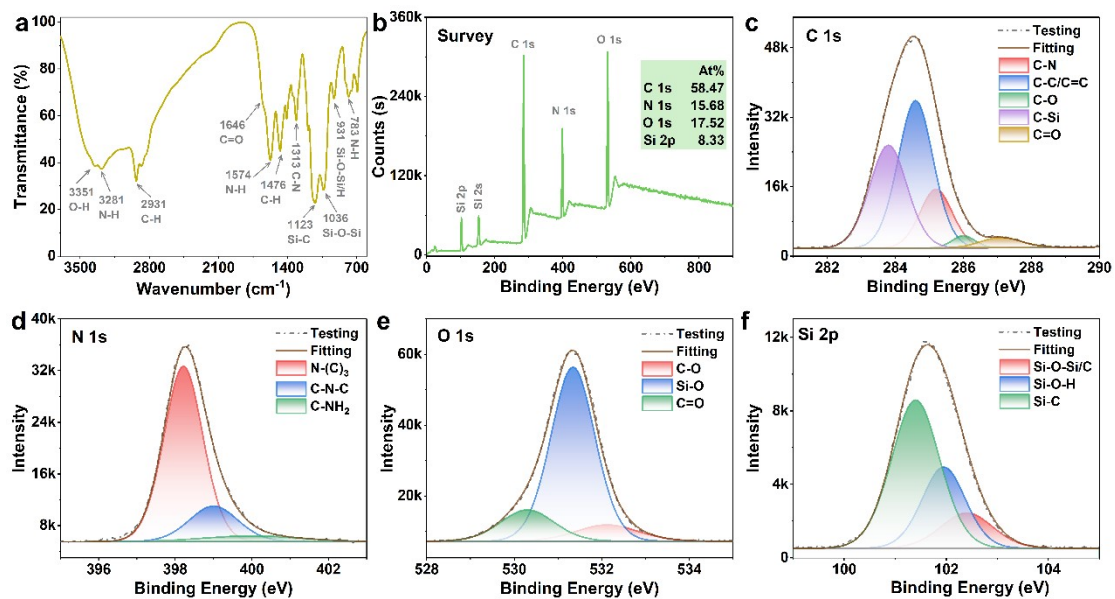 a
Transmittance (%)
100
80
60
40
20
0
3351
O-H
3281
N-H
2931
C-H
1646
C=O
1574
N-H
1476
C-H
1313 C-N
1123
Si-C
1036
Si-O-Si
931 Si-O-Si/H
783 N-H
3500 2800 2100 1400 700
Wavenumber (cm⁻¹)
b
Survey
Counts (s)
360k
240k
120k
0
Si 2p
Si 2s
C 1s
N 1s
O 1s
At%
C 1s 58.47
N 1s 15.68
O 1s 17.52
Si 2p 8.33
0 200 400 600 800
Binding Energy (eV)
c
C 1s
Intensity
48k
32k
16k
0
Testing
Fitting
C-N
C-C/C=C
C-O
C-Si
C=O
282 284 286 288 290
Binding Energy (eV)
d
N 1s
Intensity
40k
32k
24k
16k
8k
Testing
Fitting
N-(C)₃
C-N-C
C-NH₂
396 398 400 402
Binding Energy (eV)
e
O 1s
Intensity
60k
40k
20k
0
Testing
Fitting
C-O
Si-O
C=O
528 530 532 534
Binding Energy (eV)
f
Si 2p
Intensity
12k
8k
4k
0
Testing
Fitting
Si-O-Si/C
Si-O-H
Si-C
100 102 104
Binding Energy (eV)